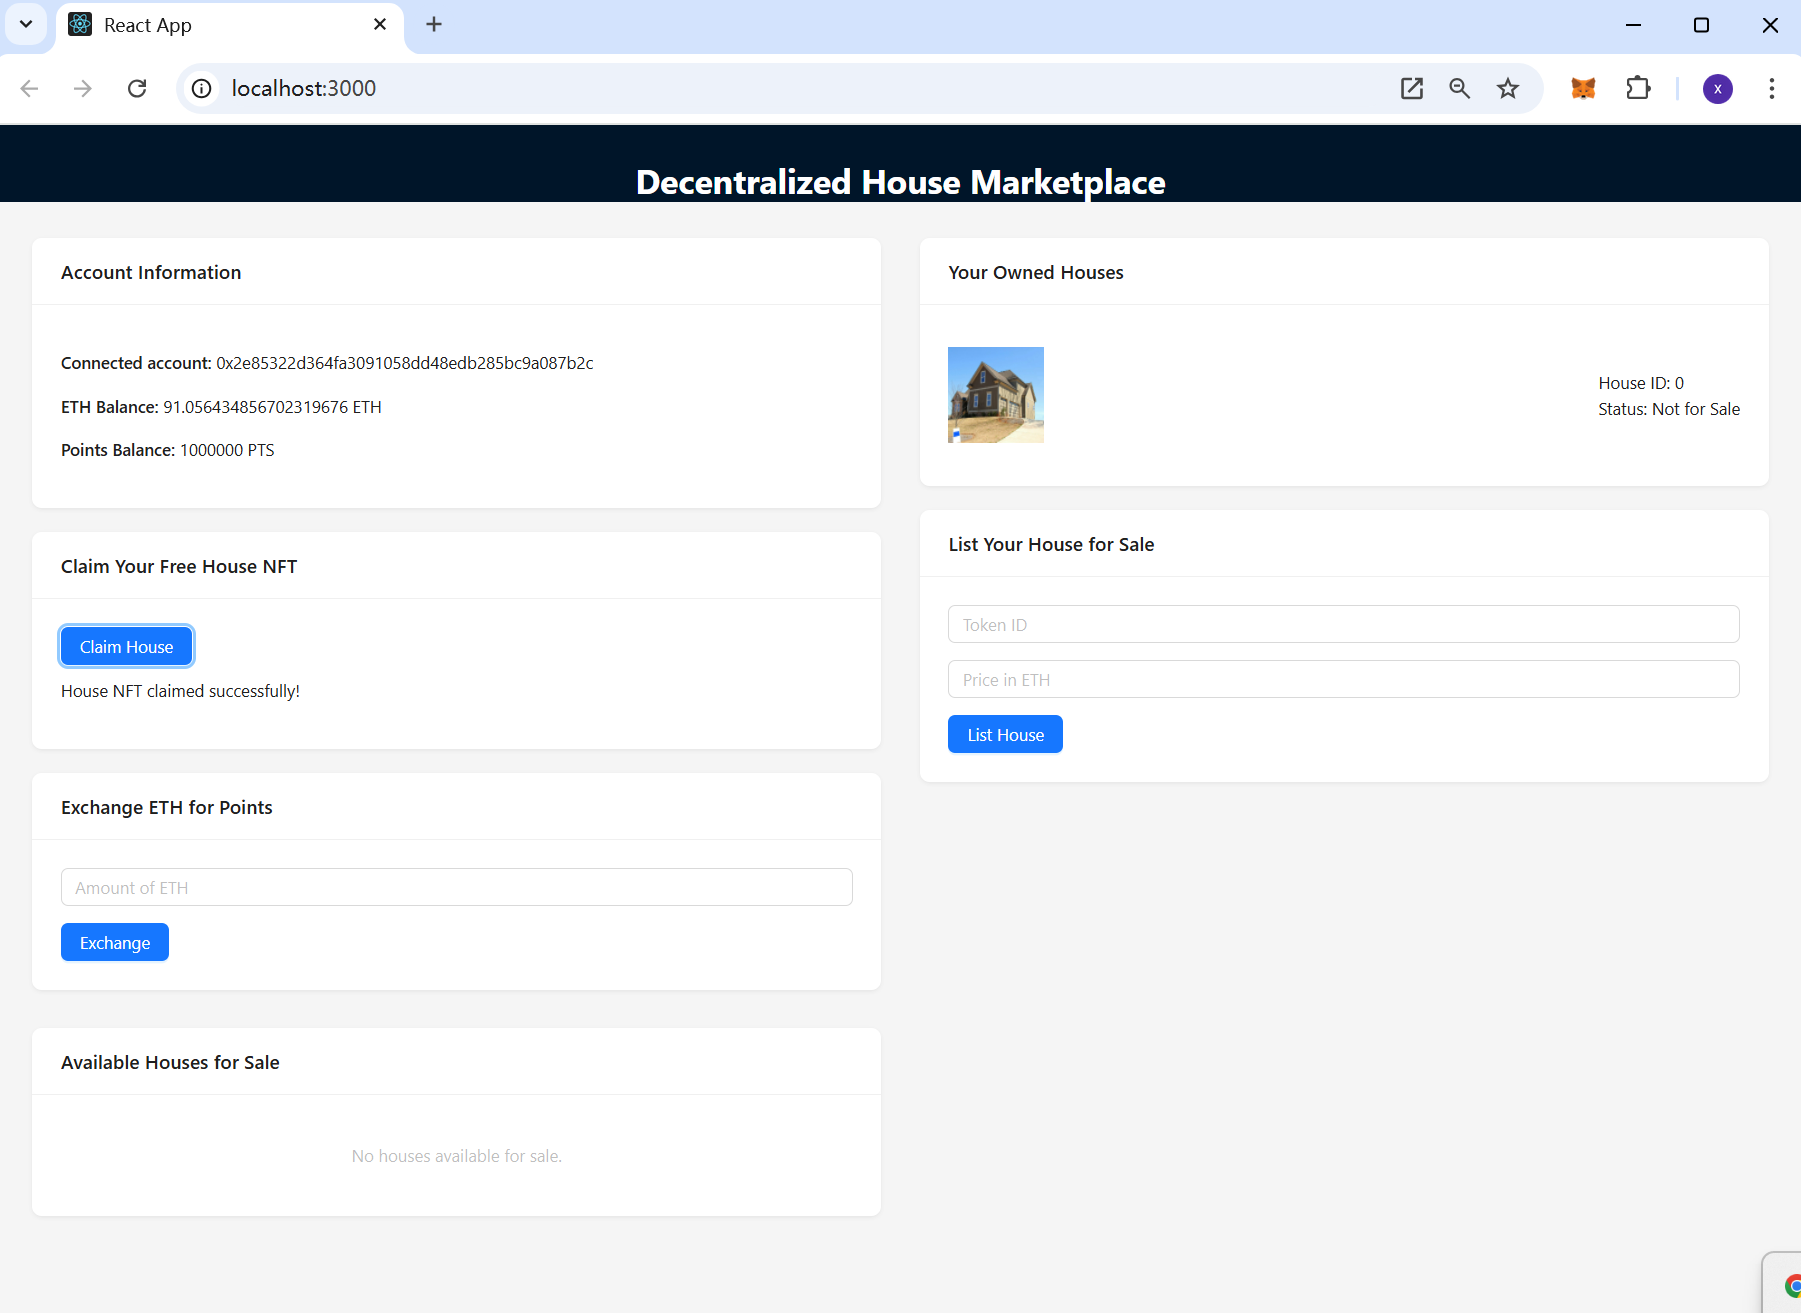 React App
localhost:3000
X
Decentralized House Marketplace
Account Information
Connected account: 0x2e85322d364fa3091058dd48edb285bc9a087b2c
ETH Balance: 91.056434856702319676 ETH
Points Balance: 1000000 PTS
Claim Your Free House NFT
Claim House
House NFT claimed successfully!
Exchange ETH for Points
Amount of ETH
Exchange
Available Houses for Sale
No houses available for sale.
Your Owned Houses
House ID: 0
Status: Not for Sale
List Your House for Sale
Token ID
Price in ETH
List House